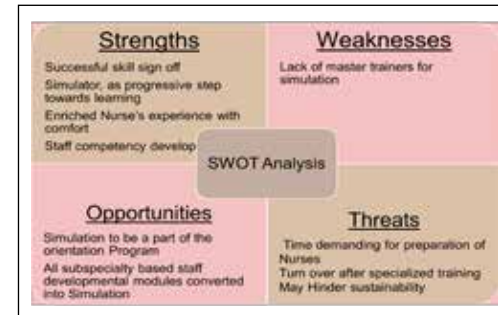 Strengths
Successful skill sign off
Simulator, as progressive step
towards learning
Enriched Nurse's experience with
comfort
Staff competency develop
Weaknesses
Lack of master trainers for
simulation
SWOT Analysis
Opportunities
Simulation to be a part of the
orientation Program
All subspecialty based staff
developmental modules converted
into Simulation
Threats
Time demanding for preparation of
Nurses
Turn over after specialized training
May Hinder sustainability